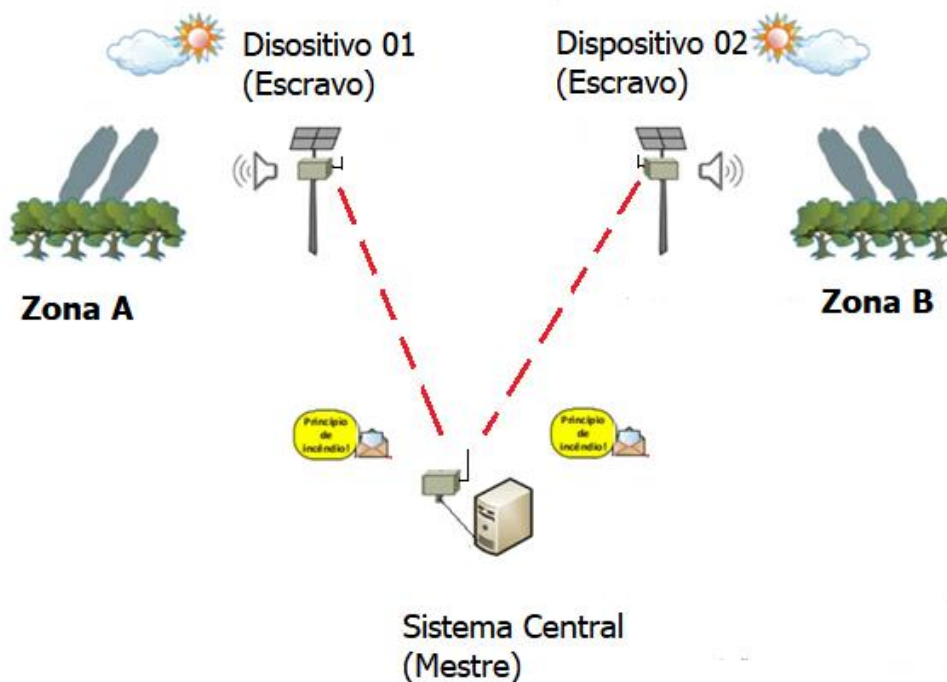 Disositivo 01
(Escravo)
Dispositivo 02
(Escravo)
Zona A
Zona B
Princípio
de
incêndio!
Princípio
de
incêndio!
Sistema Central
(Mestre)